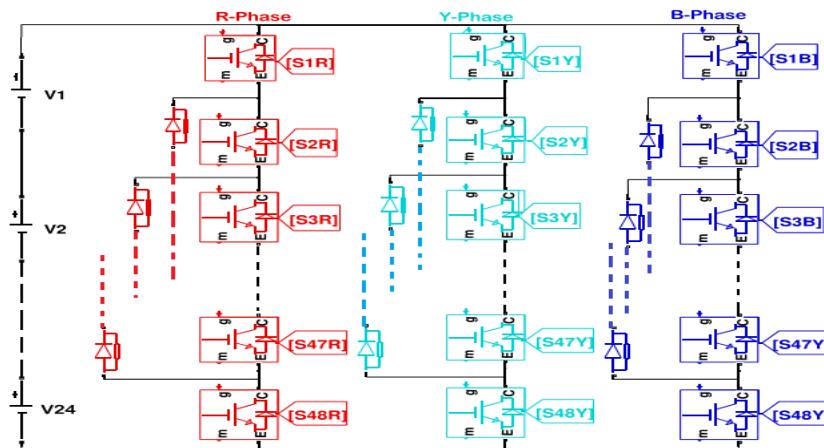 R-Phase Y-Phase B-Phase
g C m E [S1R] g C m E [S1Y] g C m E [S1B]
V1
g C m E [S2R] g C m E [S2Y] g C m E [S2B]
V2
g C m E [S3R] g C m E [S3Y] g C m E [S3B]
g C m E [S47R] g C m E [S47Y] g C m E [S47Y
V24
g C m E [S48R] g C m E [S48Y] g C m E [S48Y